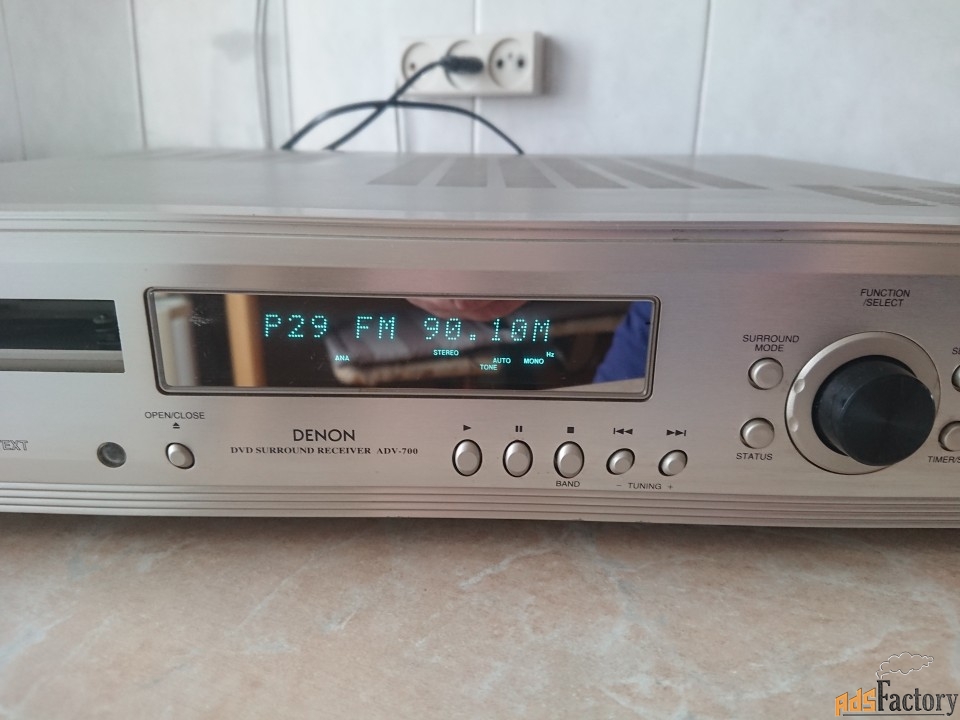 FUNCTION
/SELECT
SURROUND
MODE
P29 FM 90.10M
Hz
ANA
STEREO
AUTO
MONO
TONE
OPEN/CLOSE
DENON
DVD SURROUND RECEIVER ADV-700
BAND
− TUNING +
STATUS
AdsFactory